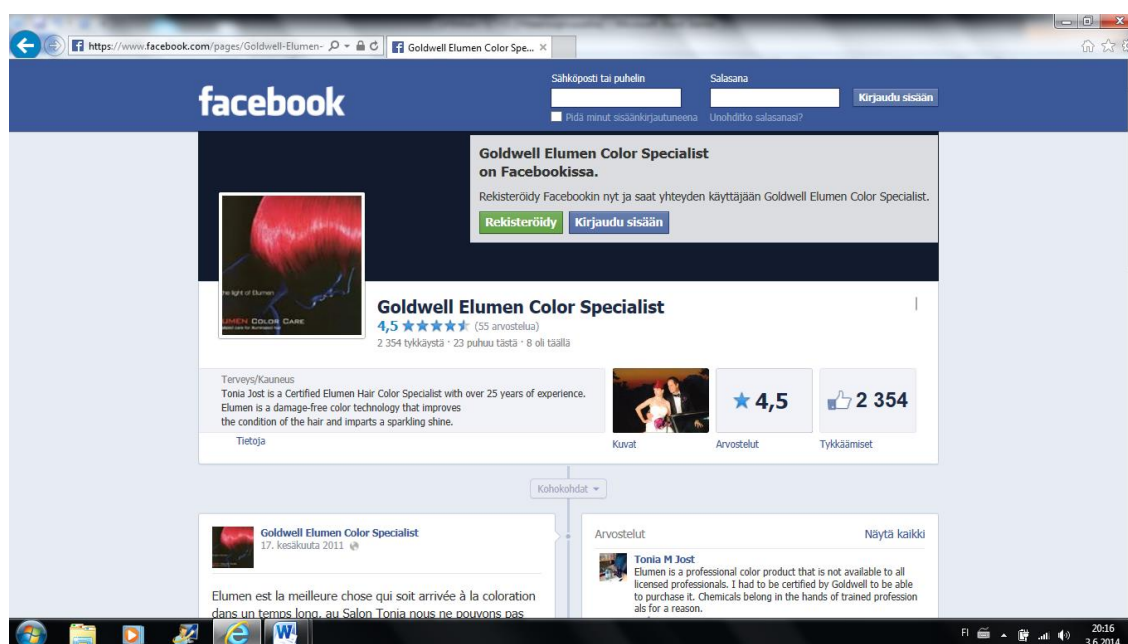 https://www.facebook.com/pages/Goldwell-Elumen-
Goldwell Elumen Color Spe...
facebook
Sähköposti tai puhelin
Salasana
Kirjaudu sisään
Pidä minut sisäänkirjautuneena
Unohditko salasanasi?
Goldwell Elumen Color Specialist
on Facebookissa.
Rekisteröidy Facebookin nyt ja saat yhteyden käyttäjään Goldwell Elumen Color Specialist.
Rekisteröidy
Kirjaudu sisään
the light of Elumen
UMEN COLOR CARE
Goldwell Elumen Color Specialist
4,5 (55 arvostelua)
2 354 tykkäystä · 23 puhuu tästä · 8 oli täällä
Terveys/Kauneus
Tonia Jost is a Certified Elumen Hair Color Specialist with over 25 years of experience.
Elumen is a damage-free color technology that improves
the condition of the hair and imparts a sparkling shine.
Tietoja
4,5
2 354
Kuvat
Arvostelut
Tykkäämiset
Kohokohdat
Goldwell Elumen Color Specialist
17. kesäkuuta 2011
Elumen est la meilleure chose qui soit arrivée à la coloration
dans un temps long, au Salon Tonia nous ne pouvons pas
Arvostelut
Näytä kaikki
Tonia M Jost
Elumen is a professional color product that is not available to all
licensed professionals. I had to be certified by Goldwell to be able
to purchase it. Chemicals belong in the hands of trained profession
als for a reason.
FI
20:16
3.6.2014